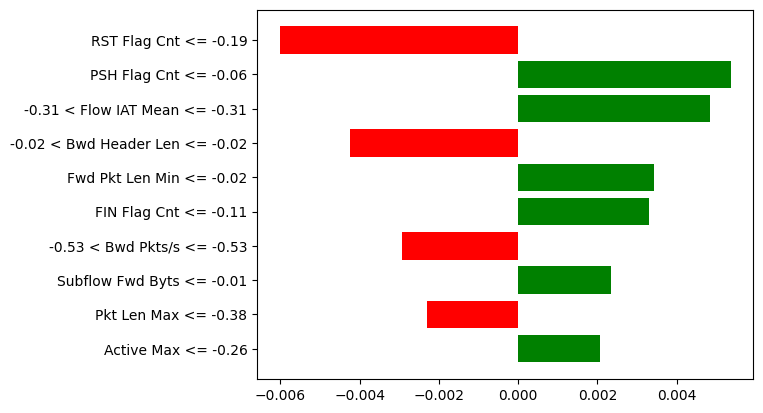 RST Flag Cnt <= -0.19
PSH Flag Cnt <= -0.06
-0.31 < Flow IAT Mean <= -0.31
-0.02 < Bwd Header Len <= -0.02
Fwd Pkt Len Min <= -0.02
FIN Flag Cnt <= -0.11
-0.53 < Bwd Pkts/s <= -0.53
Subflow Fwd Byts <= -0.01
Pkt Len Max <= -0.38
Active Max <= -0.26
−0.006 −0.004 −0.002 0.000 0.002 0.004